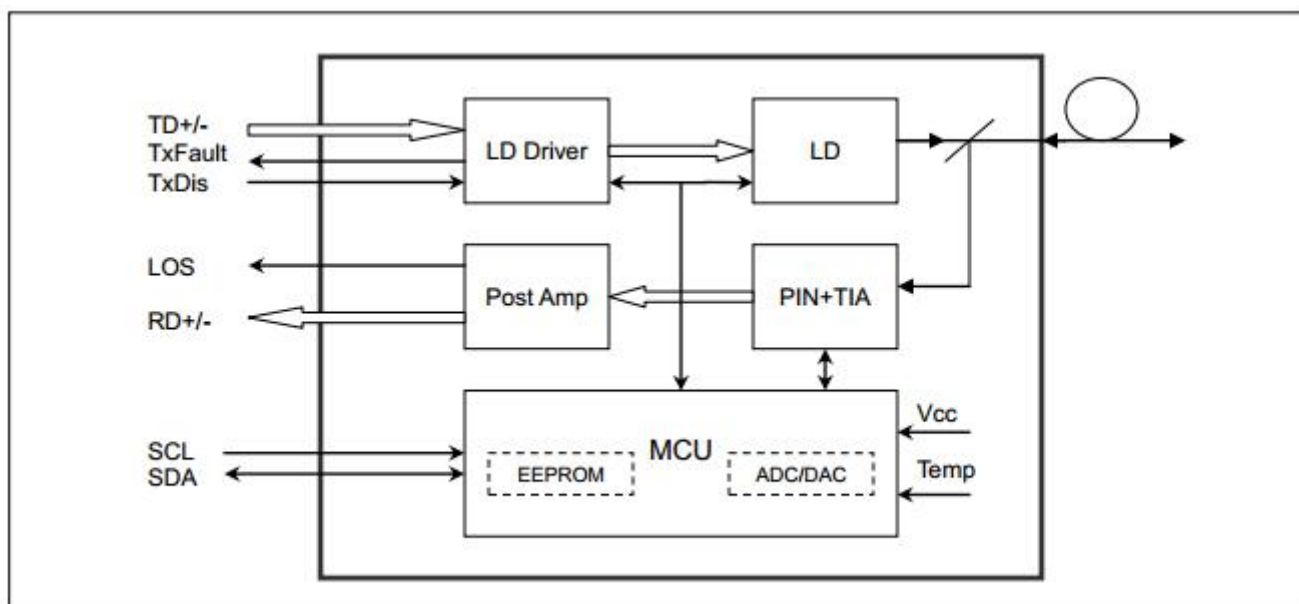 TD+/-
TxFault
TxDis
LD Driver
LD
LOS
RD+/-
Post Amp
PIN+TIA
SCL
SDA
MCU
EEPROM
ADC/DAC
Vcc
Temp